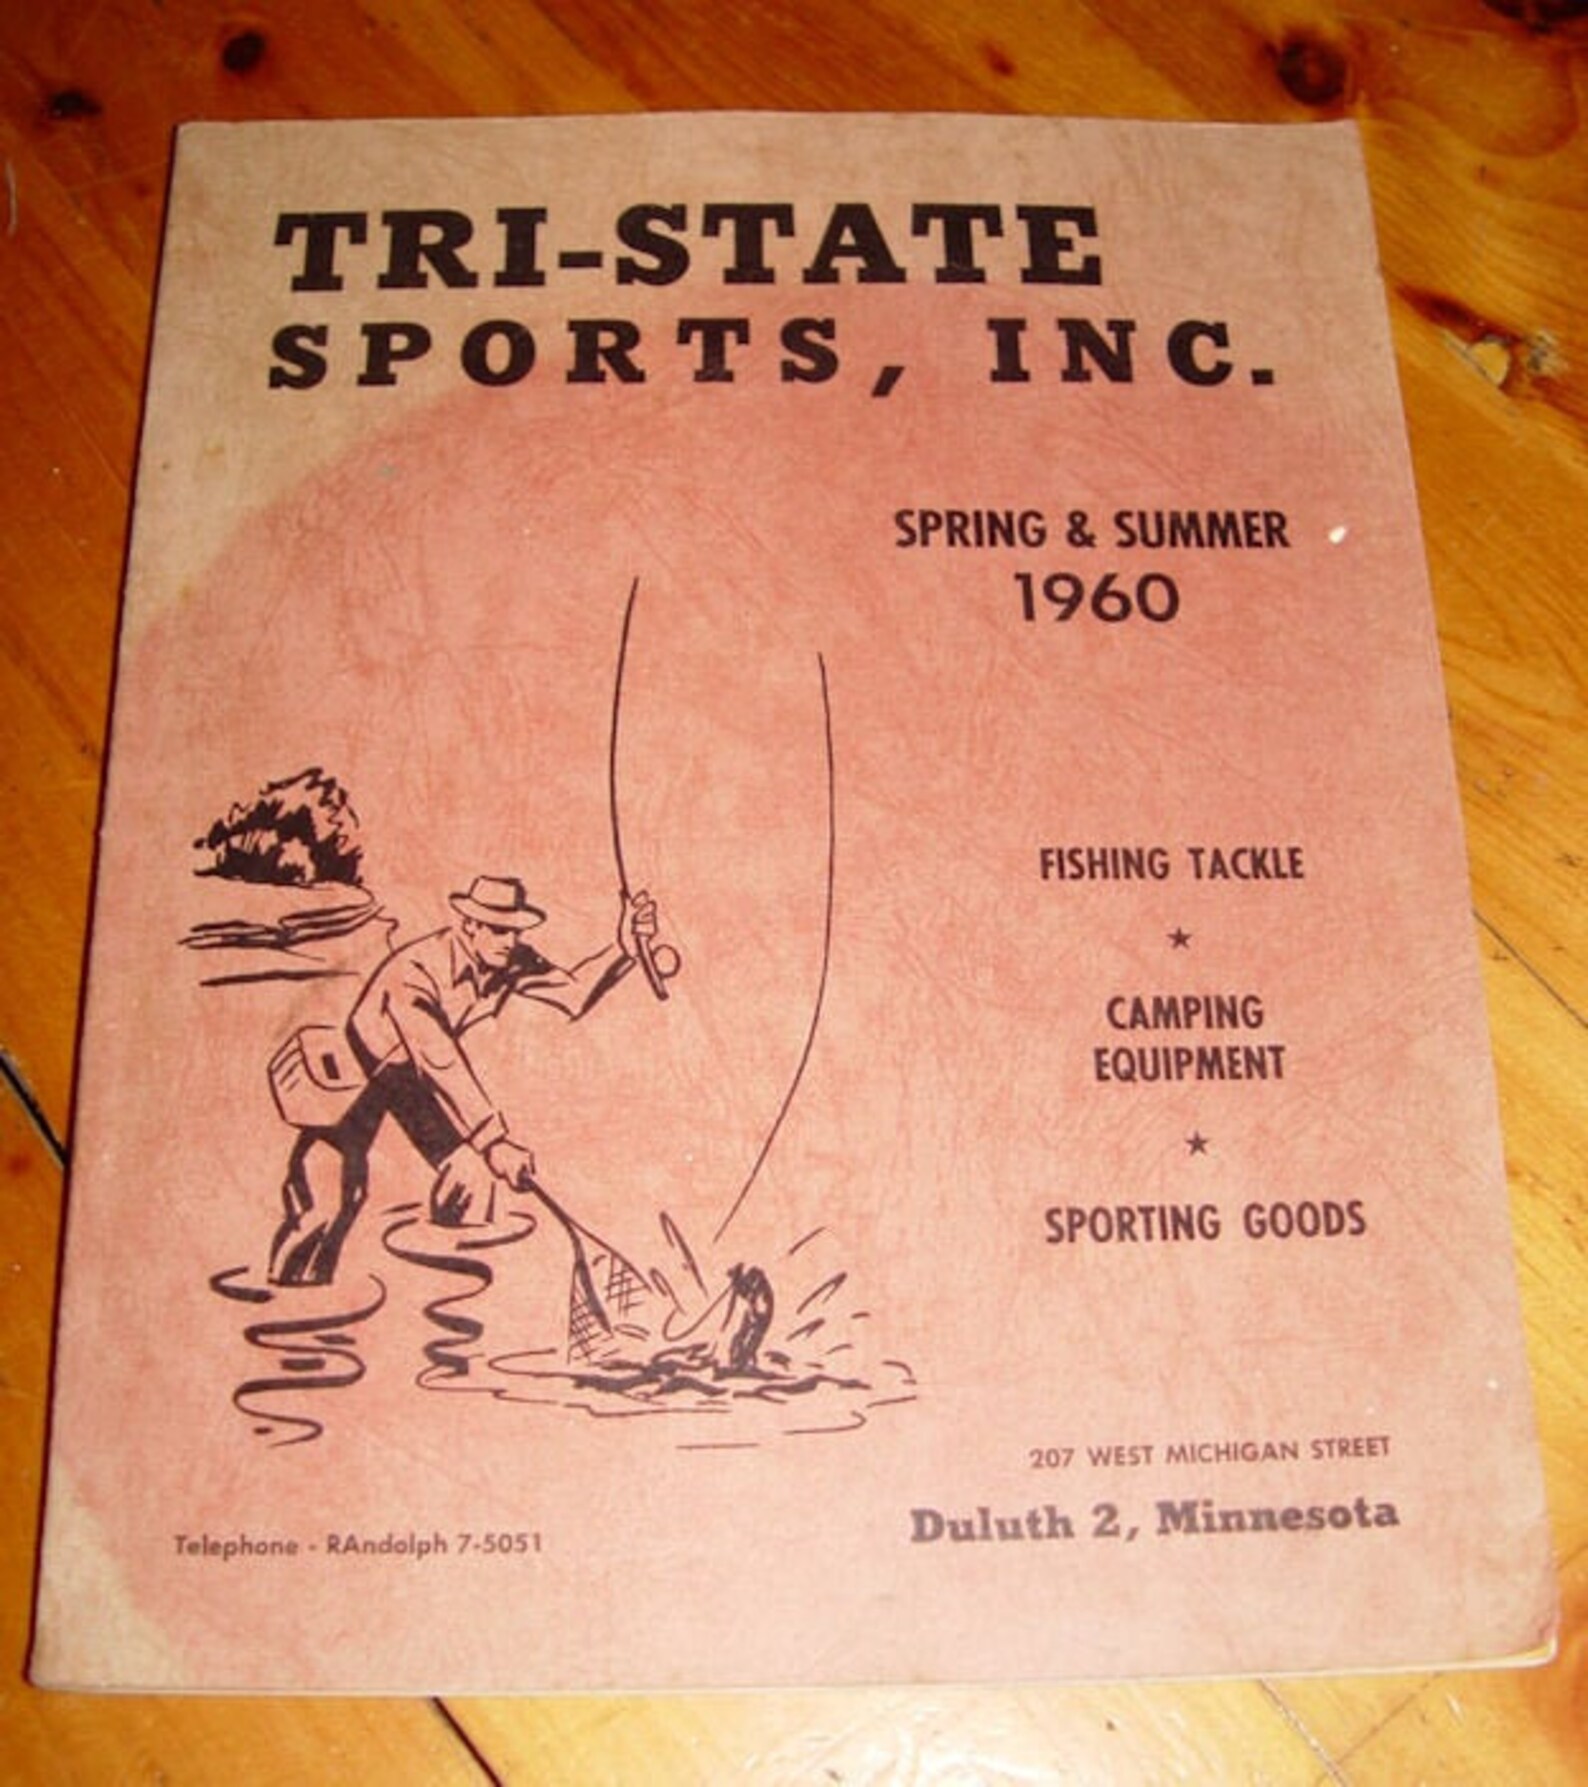 TRI-STATE
SPORTS, INC.
SPRING & SUMMER
1960
FISHING TACKLE
CAMPING
EQUIPMENT
SPORTING GOODS
207 WEST MICHIGAN STREET
Duluth 2, Minnesota
Telephone - RAndolph 7-5051